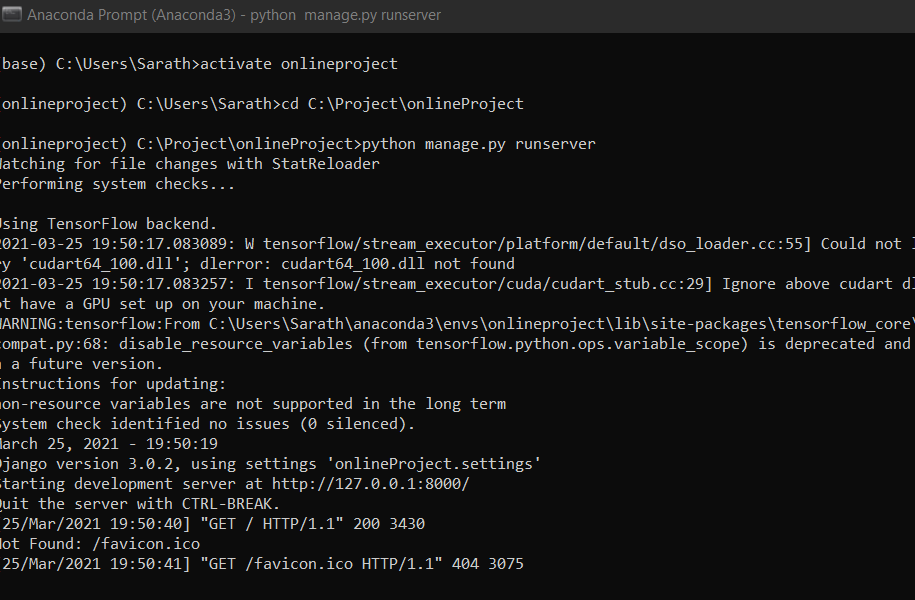 Anaconda Prompt (Anaconda3) - python manage.py runserver
base) C:\Users\Sarath>activate onlineproject
onlineproject) C:\Users\Sarath>cd C:\Project\onlineProject
onlineproject) C:\Project\onlineProject>python manage.py runserver
Watching for file changes with StatReloader
Performing system checks...
Using TensorFlow backend.
2021-03-25 19:50:17.083089: W tensorflow/stream_executor/platform/default/dso_loader.cc:55] Could not l
ry 'cudart64_100.dll'; dlerror: cudart64_100.dll not found
2021-03-25 19:50:17.083257: I tensorflow/stream_executor/cuda/cudart_stub.cc:29] Ignore above cudart dl
ot have a GPU set up on your machine.
WARNING:tensorflow:From C:\Users\Sarath\anaconda3\envs\onlineproject\lib\site-packages\tensorflow_core\
compat.py:68: disable_resource_variables (from tensorflow.python.ops.variable_scope) is deprecated and
n a future version.
Instructions for updating:
non-resource variables are not supported in the long term
System check identified no issues (0 silenced).
March 25, 2021 - 19:50:19
Django version 3.0.2, using settings 'onlineProject.settings'
Starting development server at http://127.0.0.1:8000/
Quit the server with CTRL-BREAK.
25/Mar/2021 19:50:40] "GET / HTTP/1.1" 200 3430
Not Found: /favicon.ico
25/Mar/2021 19:50:41] "GET /favicon.ico HTTP/1.1" 404 3075